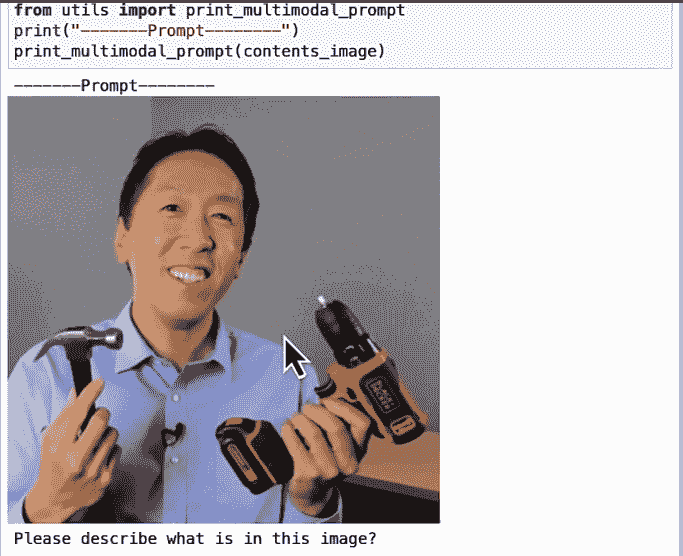 from utils import print_multimodal_prompt
print("-------Prompt--------")
print_multimodal_prompt(contents_image)
-------Prompt--------
Please describe what is in this image?